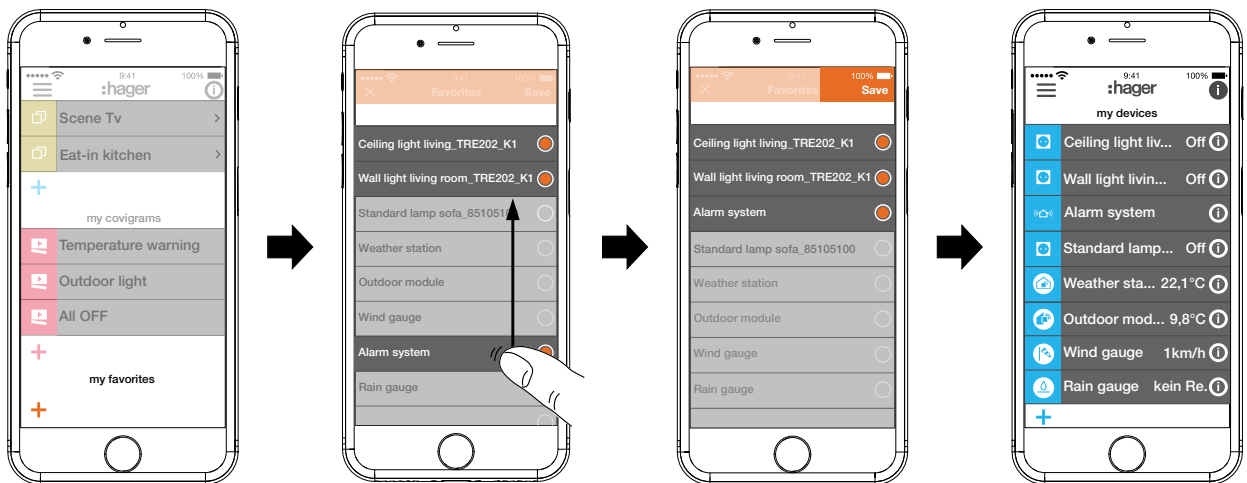 9:41
100%
:hager
Scene Tv
Eat-in kitchen
my covigrams
Temperature warning
Outdoor light
All OFF
my favorites
9:41
100%
Favorites
Save
Ceiling light living_TRE202_K1
Wall light living room_TRE202_K1
Standard lamp sofa_851051
Weather station
Outdoor module
Wind gauge
Alarm system
Rain gauge
9:41
100%
Favorites
Save
Ceiling light living_TRE202_K1
Wall light living room_TRE202_K1
Alarm system
Standard lamp sofa_85105100
Weather station
Outdoor module
Wind gauge
Rain gauge
9:41
100%
:hager
my devices
Ceiling light liv... Off
Wall light livin... Off
Alarm system
Standard lamp... Off
Weather sta... 22,1°C
Outdoor mod... 9,8°C
Wind gauge 1km/h
Rain gauge kein Re.